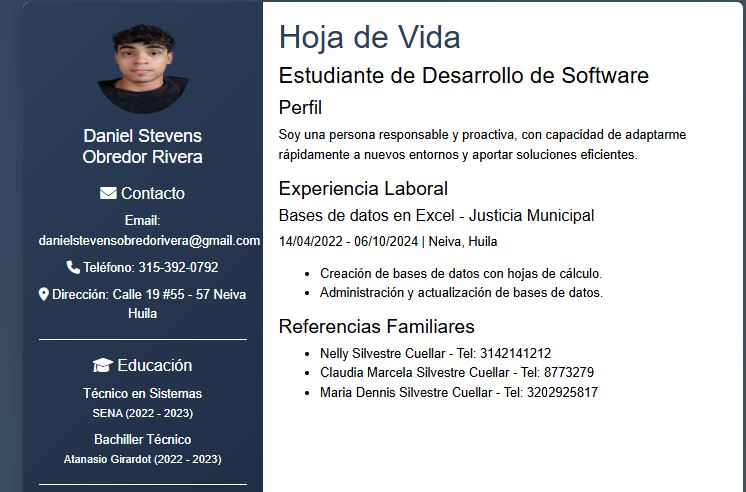 Daniel Stevens
Obredor Rivera
Contacto
Email:
danielstevensobredorivera@gmail.com
Teléfono: 315-392-0792
Dirección: Calle 19 #55 - 57 Neiva
Huila
Educación
Técnico en Sistemas
SENA (2022 - 2023)
Bachiller Técnico
Atanasio Girardot (2022 - 2023)
Hoja de Vida
Estudiante de Desarrollo de Software
Perfil
Soy una persona responsable y proactiva, con capacidad de adaptarme
rápidamente a nuevos entornos y aportar soluciones eficientes.
Experiencia Laboral
Bases de datos en Excel - Justicia Municipal
14/04/2022 - 06/10/2024 | Neiva, Huila
• Creación de bases de datos con hojas de cálculo.
• Administración y actualización de bases de datos.
Referencias Familiares
• Nelly Silvestre Cuellar - Tel: 3142141212
• Claudia Marcela Silvestre Cuellar - Tel: 8773279
• Maria Dennis Silvestre Cuellar - Tel: 3202925817